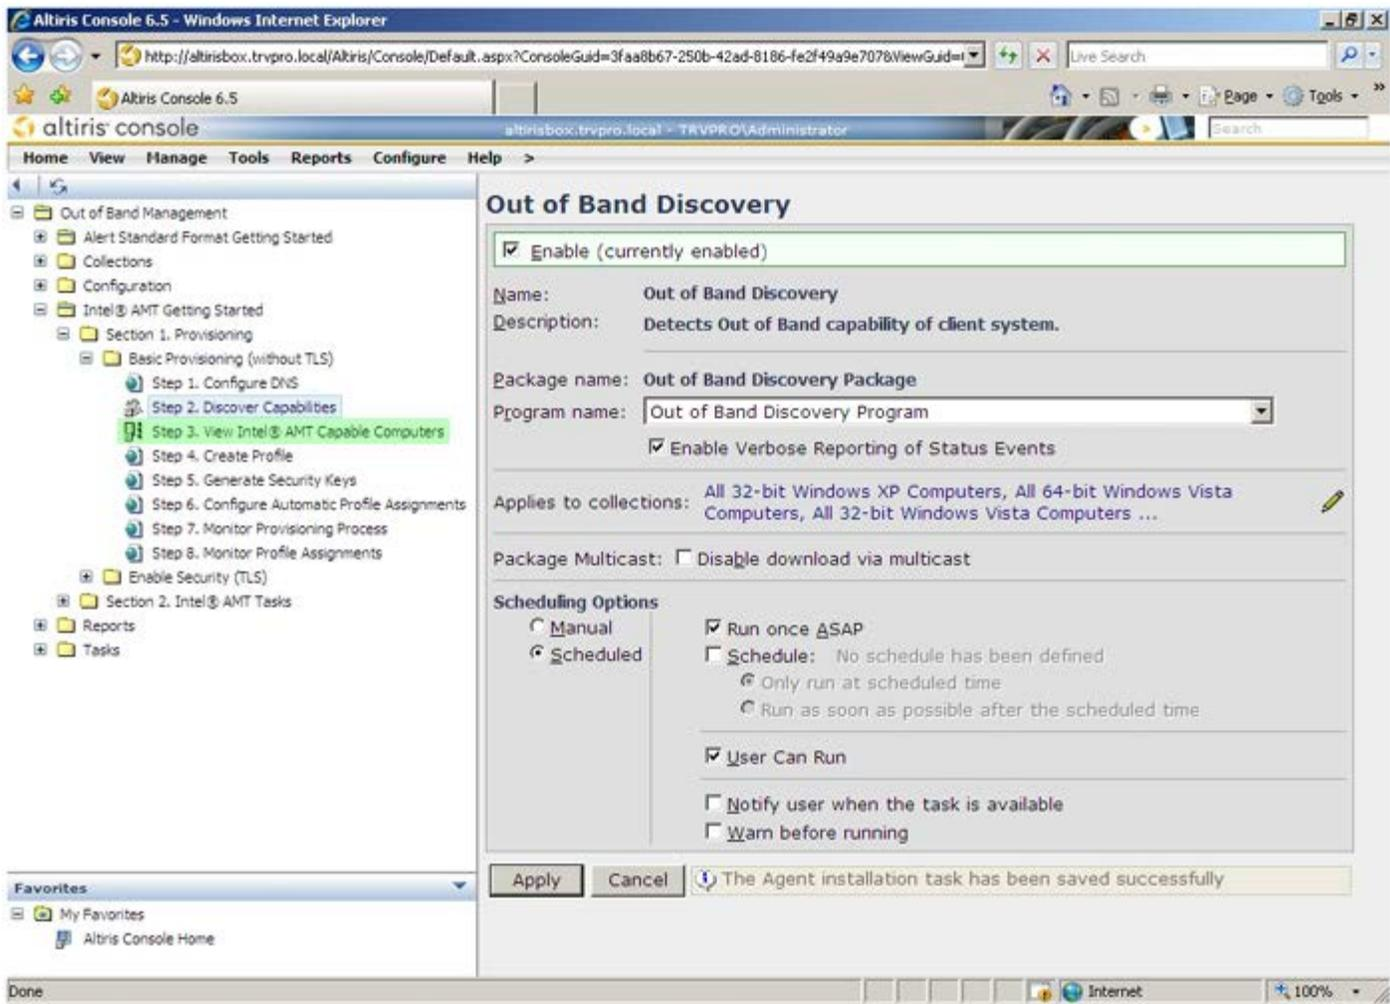 Altiris Console 6.5 - Windows Internet Explorer
http://altirisbox.trvpro.local/Altiris/Console/Default.aspx?ConsoleGuid=3faa8b67-250b-42ad-8186-fe2f49a9e707&ViewGuid=
Live Search
Altiris Console 6.5
Page
Tools
altiris console
altirisbox.trvpro.local - TRVPRO\Administrator
Search
Home View Manage Tools Reports Configure Help >
Out of Band Management
Alert Standard Format Getting Started
Collections
Configuration
Intel® AMT Getting Started
Section 1. Provisioning
Basic Provisioning (without TLS)
Step 1. Configure DNS
Step 2. Discover Capabilities
Step 3. View Intel® AMT Capable Computers
Step 4. Create Profile
Step 5. Generate Security Keys
Step 6. Configure Automatic Profile Assignments
Step 7. Monitor Provisioning Process
Step 8. Monitor Profile Assignments
Enable Security (TLS)
Section 2. Intel® AMT Tasks
Reports
Tasks
Favorites
My Favorites
Altiris Console Home
Out of Band Discovery
Enable (currently enabled)
Name: Out of Band Discovery
Description: Detects Out of Band capability of client system.
Package name: Out of Band Discovery Package
Program name: Out of Band Discovery Program
Enable Verbose Reporting of Status Events
Applies to collections: All 32-bit Windows XP Computers, All 64-bit Windows Vista
Computers, All 32-bit Windows Vista Computers ...
Package Multicast: Disable download via multicast
Scheduling Options
Manual
Scheduled
Run once ASAP
Schedule: No schedule has been defined
Only run at scheduled time
Run as soon as possible after the scheduled time
User Can Run
Notify user when the task is available
Warn before running
Apply
Cancel
The Agent installation task has been saved successfully
Done
Internet
100%